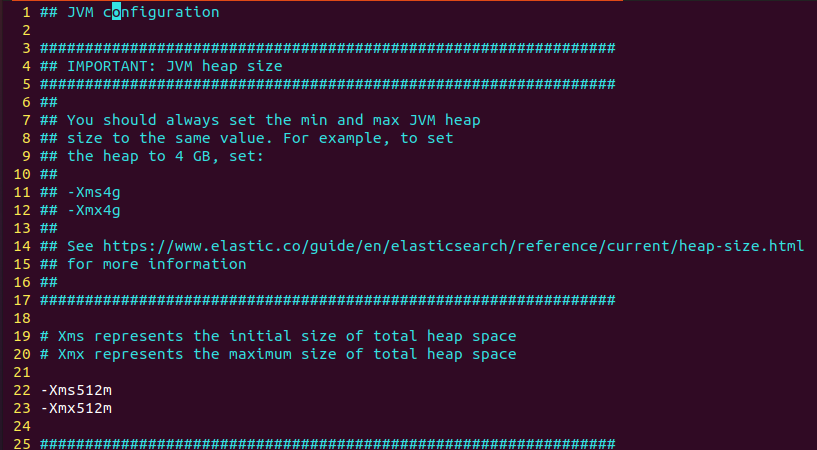 1 ## JVM configuration
2
3 ################################################################
4 ## IMPORTANT: JVM heap size
5 ################################################################
6 ##
7 ## You should always set the min and max JVM heap
8 ## size to the same value. For example, to set
9 ## the heap to 4 GB, set:
10 ##
11 ## -Xms4g
12 ## -Xmx4g
13 ##
14 ## See https://www.elastic.co/guide/en/elasticsearch/reference/current/heap-size.html
15 ## for more information
16 ##
17 ################################################################
18
19 # Xms represents the initial size of total heap space
20 # Xmx represents the maximum size of total heap space
21
22 -Xms512m
23 -Xmx512m
24
25 ################################################################